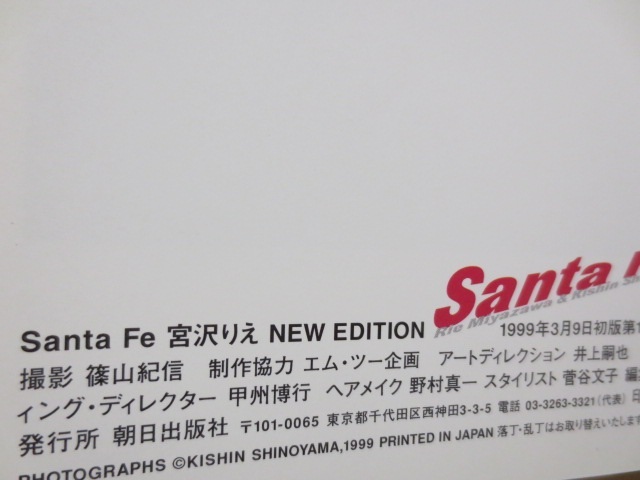 Santa F
Rie Miyazawa & Kishin Sh
Santa Fe 宮沢りえ NEW EDITION
1999年3月9日初版第1
撮影 篠山紀信 制作協力 エム・ツー企画 アートディレクション 井上嗣也
ィング・ディレクター 甲州博行 ヘアメイク 野村真一 スタイリスト 菅谷文子 編
発行所 朝日出版社 〒101-0065 東京都千代田区西神田3-3-5 電話 03-3263-3321(代表)
PHOTOGRAPHS ©KISHIN SHINOYAMA,1999 PRINTED IN JAPAN 落丁・乱丁はお取り替えいたします